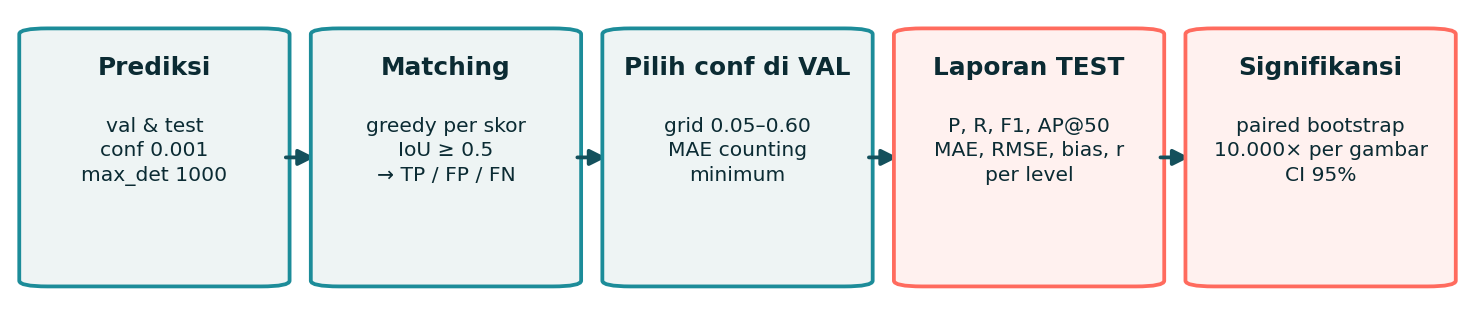 Prediksi
val & test
conf 0.001
max_det 1000
Matching
greedy per skor
IoU ≥ 0.5
→ TP / FP / FN
Pilih conf di VAL
grid 0.05–0.60
MAE counting
minimum
Laporan TEST
P, R, F1, AP@50
MAE, RMSE, bias, r
per level
Signifikansi
paired bootstrap
10.000× per gambar
CI 95%